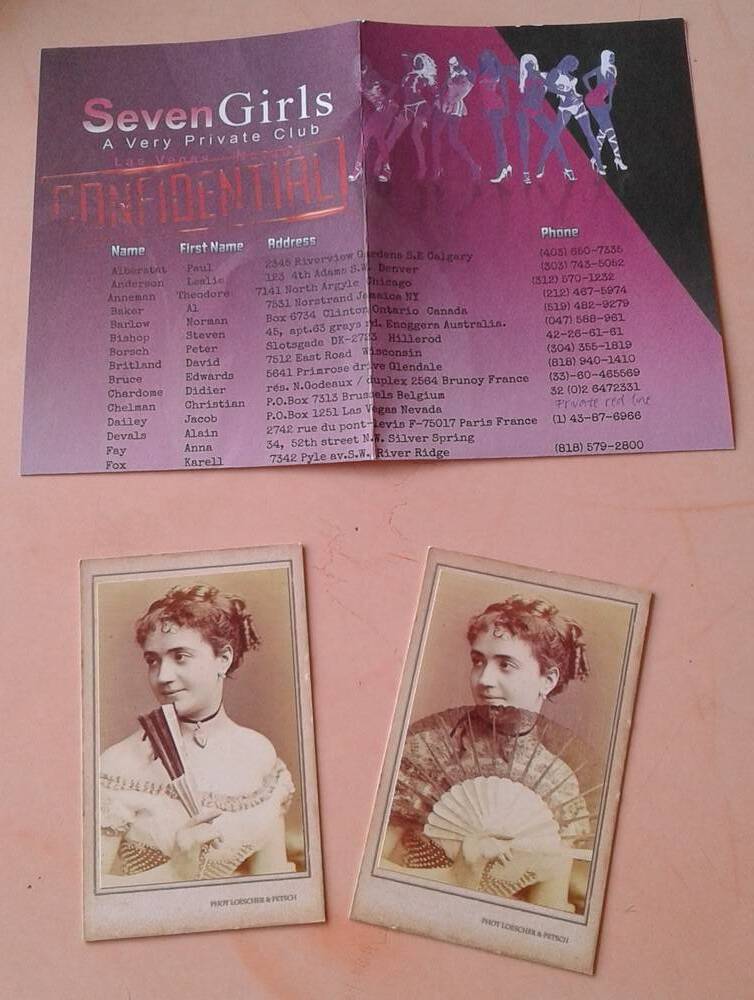 SevenGirls
A Very Private Club
Las Vegas - Nevada
CONFIDENTIAL
Name First Name Address Phone
Alberstat Paul 2345 Riverview Gardens S.E Calgary (403) 650-7335
Anderson Leslie 123 4th Adams S.W. Denver (303) 743-5052
Anneman Theodore 7141 North Argyle Chicago (312) 570-1232
Baker Al 7531 Norstrand Jamaica NY (212) 467-5974
Barlow Norman Box 6734 Clinton Ontario Canada (519) 482-9279
Bishop Steven 45, apt.63 grays rd. Enoggera Australia. (047) 588-961
Borsch Peter Slotsgade DK-2723 Hillerod 42-26-61-61
Britland David 7512 East Road Wisconsin (304) 355-1819
Bruce Edwards 5641 Primrose drive Glendale (818) 940-1410
Chardome Didier rés. N.Godeaux / duplex 2564 Brunoy France (33)-60-465569
Chelman Christian P.O.Box 7313 Brussels Belgium 32 (0)2 6472331
Dailey Jacob P.O.Box 1251 Las Vegas Nevada Private red line
Devals Alain 2742 rue du pont-levis F-75017 Paris France (1) 43-87-6966
Fay Anna 34, 52th street N.W. Silver Spring
Fox Karell 7342 Pyle av.S.W. River Ridge (818) 579-2800
PHOT LOESCHER & PETSCH
PHOT LOESCHER & PETSCH